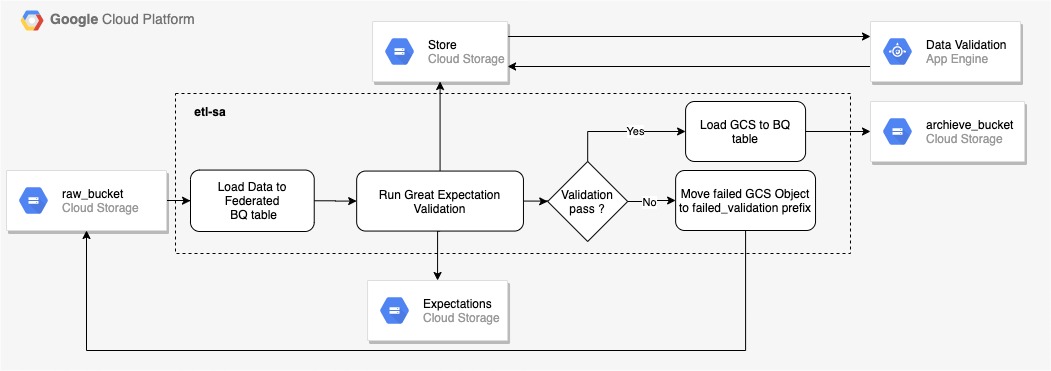 Google Cloud Platform
Store
Cloud Storage
Data Validation
App Engine
etl-sa
Yes
Load GCS to BQ
table
archieve_bucket
Cloud Storage
raw_bucket
Cloud Storage
Load Data to
Federated
BQ table
Run Great Expectation
Validation
Validation
pass ?
No
Move failed GCS Object
to failed_validation prefix
Expectations
Cloud Storage